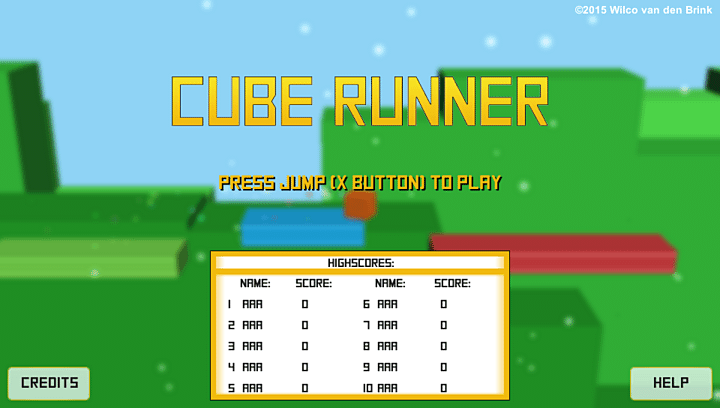 ©2015 Wilco van den Brink
CUBE RUNNER
PRESS JUMP (X BUTTON) TO PLAY
HIGHSCORES:
NAME: SCORE: NAME: SCORE:
1 AAA 0 6 AAA 0
2 AAA 0 7 AAA 0
3 AAA 0 8 AAA 0
4 AAA 0 9 AAA 0
5 AAA 0 10 AAA 0
CREDITS
HELP